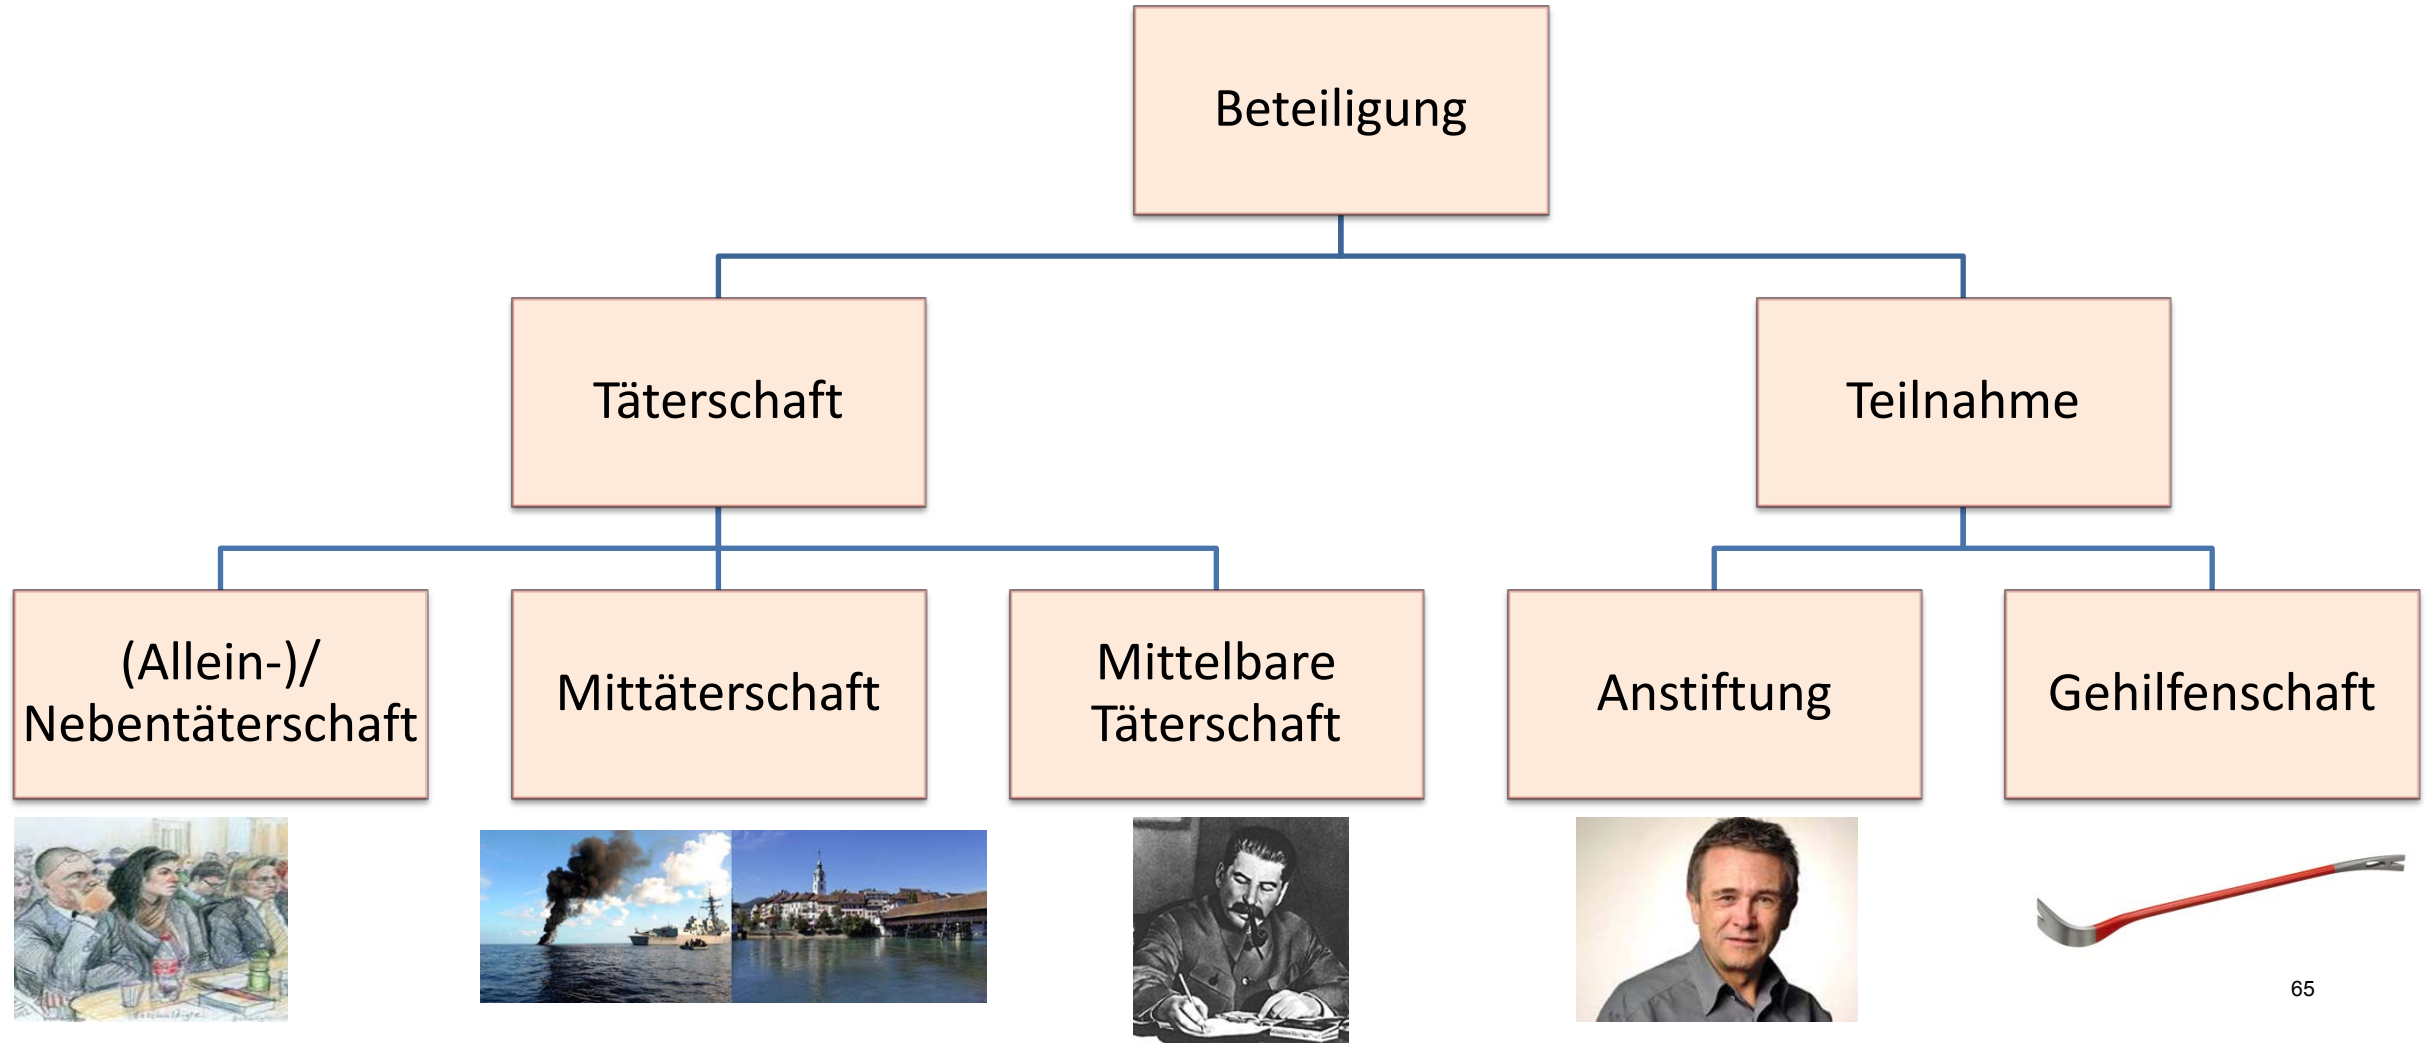 Beteiligung
Täterschaft
Teilnahme
(Allein-)/
Nebentäterschaft
Mittäterschaft
Mittelbare
Täterschaft
Anstiftung
Gehilfenschaft
65